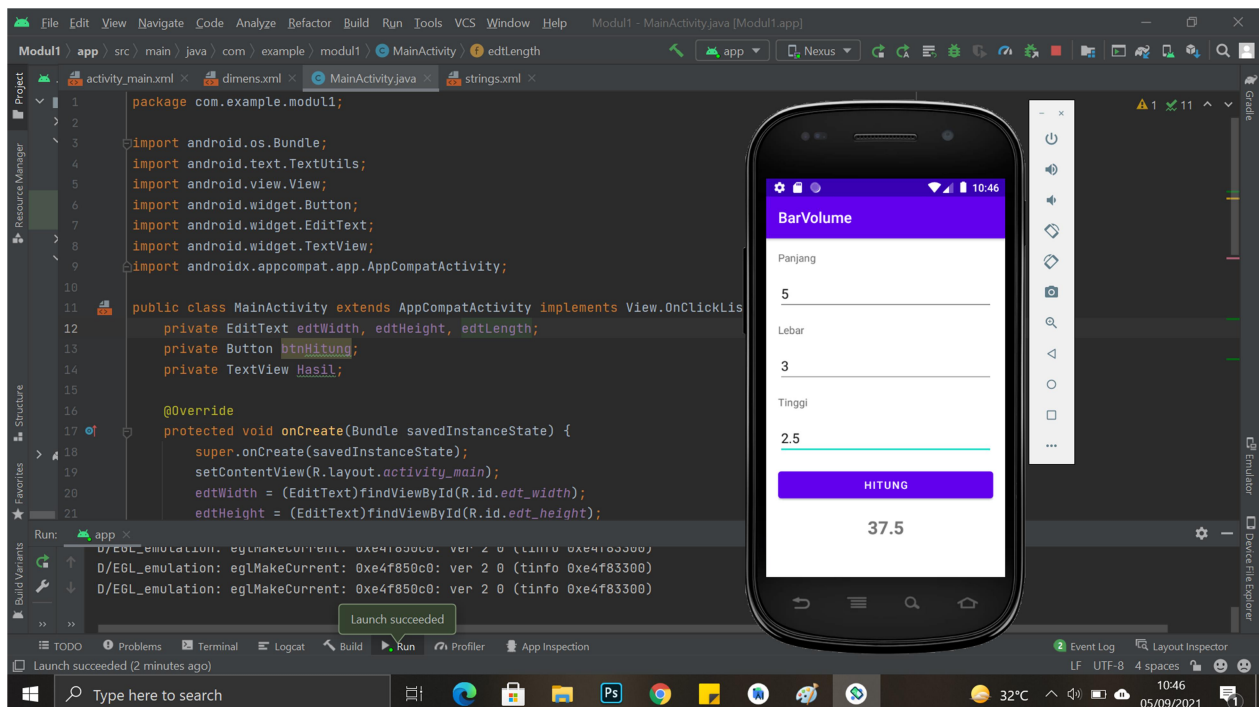 File Edit View Navigate Code Analyze Refactor Build Run Tools VCS Window Help Modul1 - MainActivity.java [Modul1.app]
Modul1 app src main java com example modul1 MainActivity edtLength app Nexus
activity_main.xml dimens.xml MainActivity.java strings.xml
Project
Resource Manager
Structure
Favorites
Build Variants
Gradle
Emulator
Device File Explorer
1 11
1 package com.example.modul1;
2
3 import android.os.Bundle;
4 import android.text.TextUtils;
5 import android.view.View;
6 import android.widget.Button;
7 import android.widget.EditText;
8 import android.widget.TextView;
9 import androidx.appcompat.app.AppCompatActivity;
10
11 public class MainActivity extends AppCompatActivity implements View.OnClickLis
12 private EditText edtWidth, edtHeight, edtLength;
13 private Button btnHitung;
14 private TextView Hasil;
15
16 @Override
17 protected void onCreate(Bundle savedInstanceState) {
18 super.onCreate(savedInstanceState);
19 setContentView(R.layout.activity_main);
20 edtWidth = (EditText)findViewById(R.id.edt_width);
21 edtHeight = (EditText)findViewById(R.id.edt_height);
10:46
BarVolume
Panjang
5
Lebar
3
Tinggi
2.5
HITUNG
37.5
Run: app
D/EGL_emulation: eglMakeCurrent: 0xe4f850c0: ver 2 0 (tinfo 0xe4f83300)
D/EGL_emulation: eglMakeCurrent: 0xe4f850c0: ver 2 0 (tinfo 0xe4f83300)
D/EGL_emulation: eglMakeCurrent: 0xe4f850c0: ver 2 0 (tinfo 0xe4f83300)
Launch succeeded
TODO Problems Terminal Logcat Build Run Profiler App Inspection 2 Event Log Layout Inspector
Launch succeeded (2 minutes ago) LF UTF-8 4 spaces
Type here to search Ps 32°C 10:46
05/09/2021 1